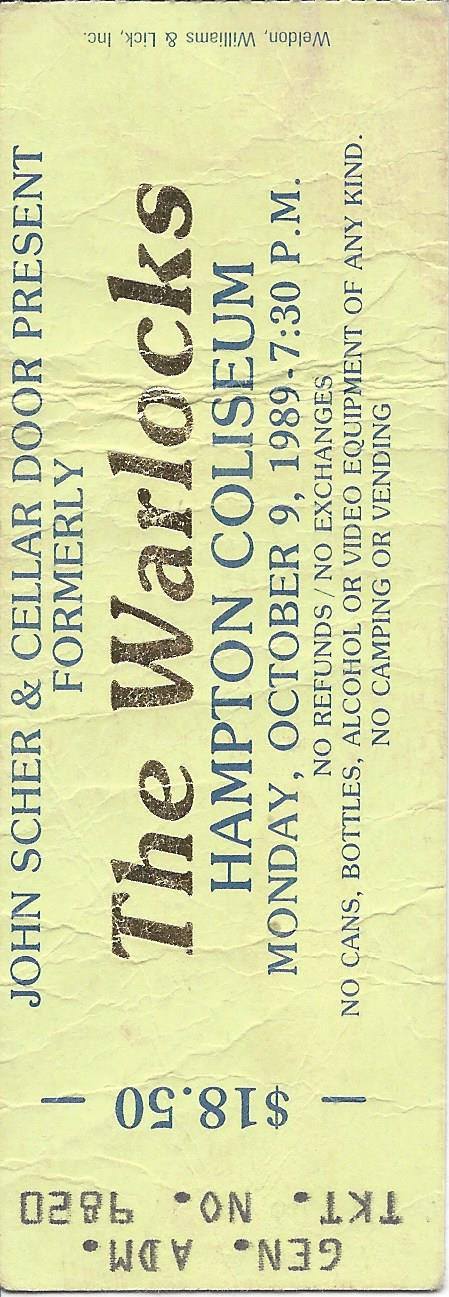 JOHN SCHER & CELLAR DOOR PRESENT
FORMERLY
The Warlocks
HAMPTON COLISEUM
MONDAY, OCTOBER 9, 1989-7:30 P.M.
NO REFUNDS / NO EXCHANGES
NO CANS, BOTTLES, ALCOHOL OR VIDEO EQUIPMENT OF ANY KIND.
NO CAMPING OR VENDING
Weldon, Williams & Lick, Inc.
— $18.50 —
TKT. NO. 9820
GEN. ADM.